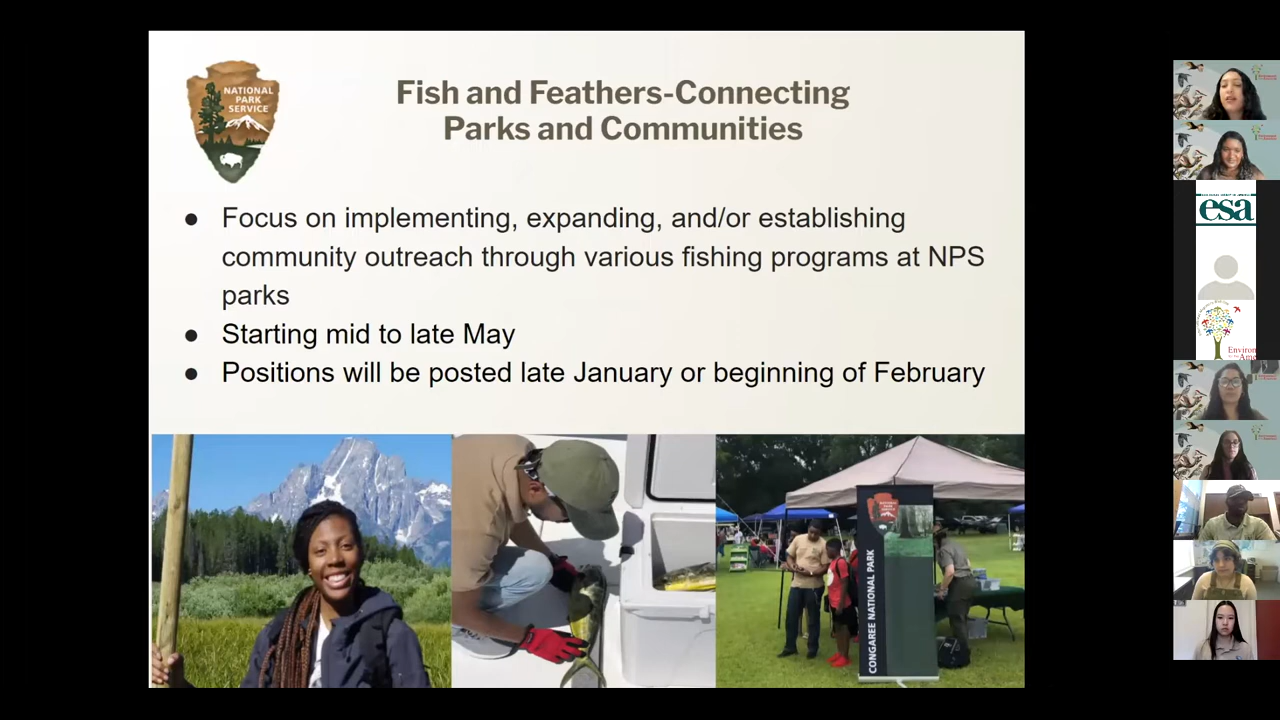 NATIONAL
PARK
SERVICE
Fish and Feathers-Connecting
Parks and Communities
● Focus on implementing, expanding, and/or establishing
community outreach through various fishing programs at NPS
parks
● Starting mid to late May
● Positions will be posted late January or beginning of February
CONGAREE NATIONAL PARK
esa
Environ